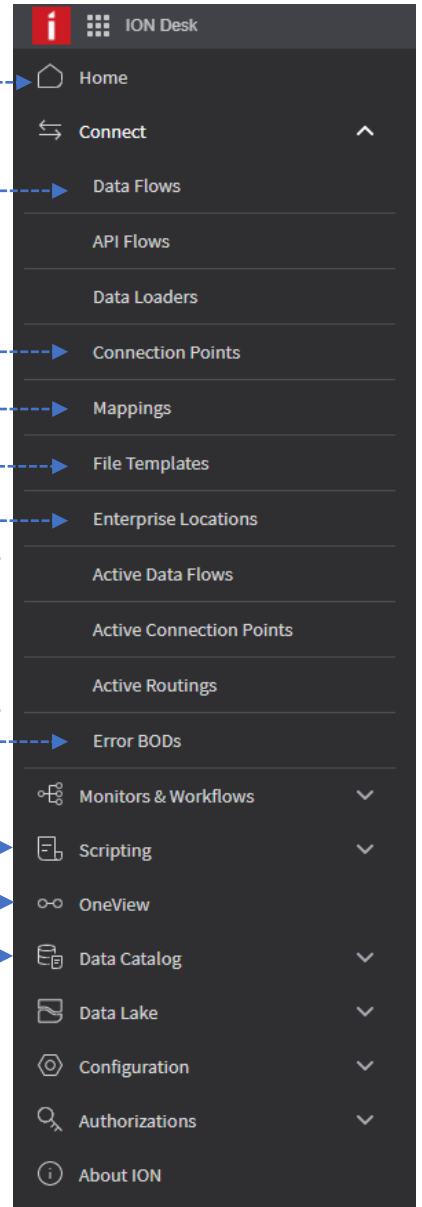 ION Desk
Home
Connect
Data Flows
API Flows
Data Loaders
Connection Points
Mappings
File Templates
Enterprise Locations
Active Data Flows
Active Connection Points
Active Routings
Error BODs
Monitors & Workflows
Scripting
OneView
Data Catalog
Data Lake
Configuration
Authorizations
About ION